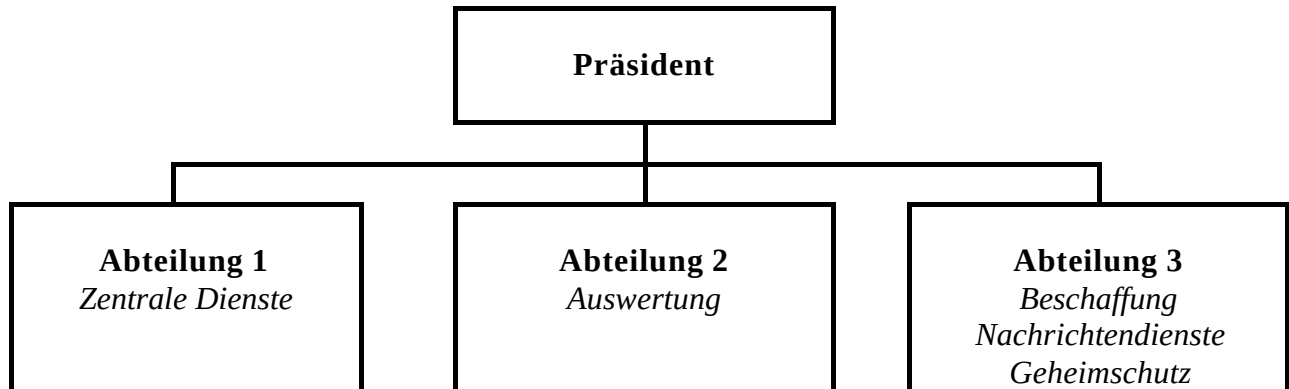 Präsident
Abteilung 1
Zentrale Dienste
Abteilung 2
Auswertung
Abteilung 3
Beschaffung
Nachrichtendienste
Geheimschutz